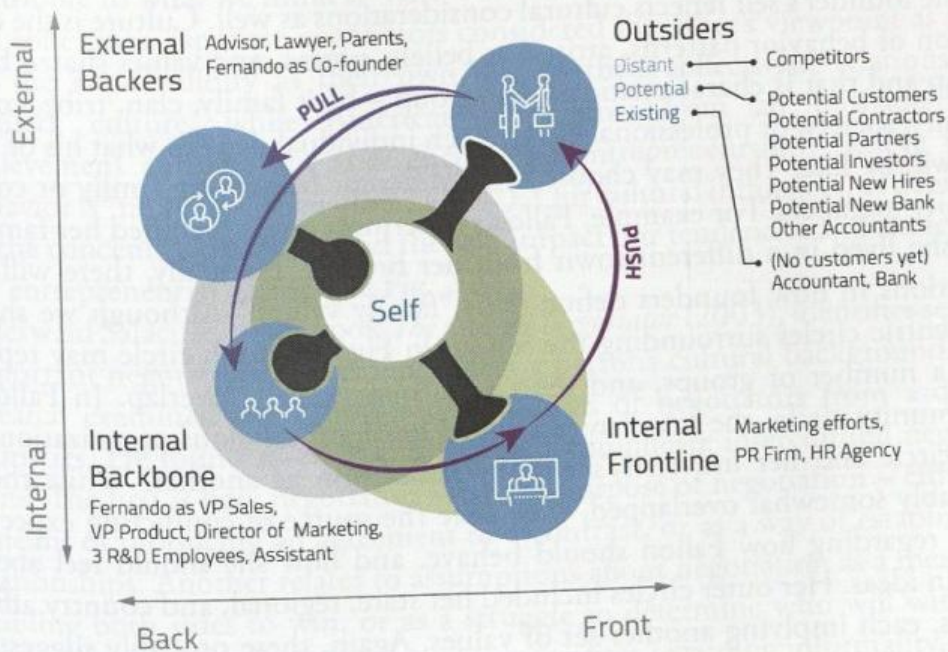 External
Internal
External
Backers
Advisor, Lawyer, Parents,
Fernando as Co-founder
PULL
Outsiders
Distant
Potential
Existing
Competitors
Potential Customers
Potential Contractors
Potential Partners
Potential Investors
Potential New Hires
Potential New Bank
Other Accountants
(No customers yet)
Accountant, Bank
PUSH
Self
Internal
Backbone
Fernando as VP Sales,
VP Product, Director of Marketing,
3 R&D Employees, Assistant
Internal
Frontline
Marketing efforts,
PR Firm, HR Agency
Back
Front